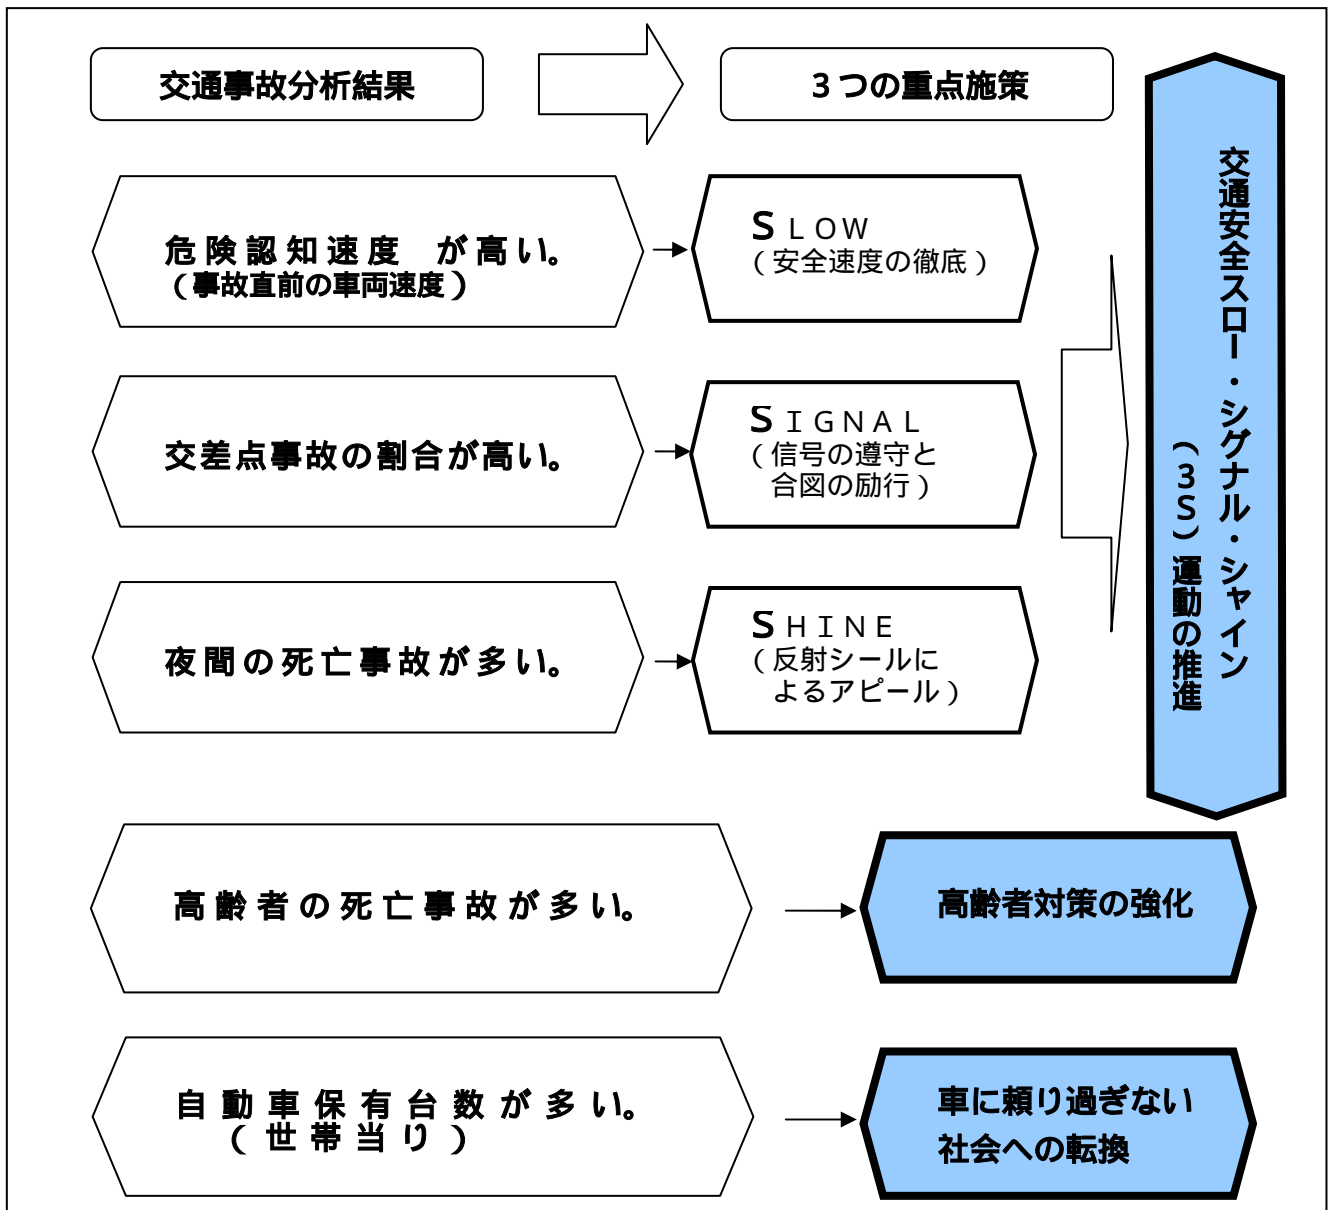 交通事故分析結果
３つの重点施策
危険認知速度　が高い。
（事故直前の車両速度）
ＳＬＯＷ
（安全速度の徹底）
交差点事故の割合が高い。
ＳＩＧＮＡＬ
（信号の遵守と
合図の励行）
夜間の死亡事故が多い。
ＳＨＩＮＥ
（反射シールに
よるアピール）
交通安全スロー・シグナル・シャイン
（３Ｓ）運動の推進
高齢者の死亡事故が多い。
高齢者対策の強化
自動車保有台数が多い。
（世帯当り）
車に頼り過ぎない
社会への転換